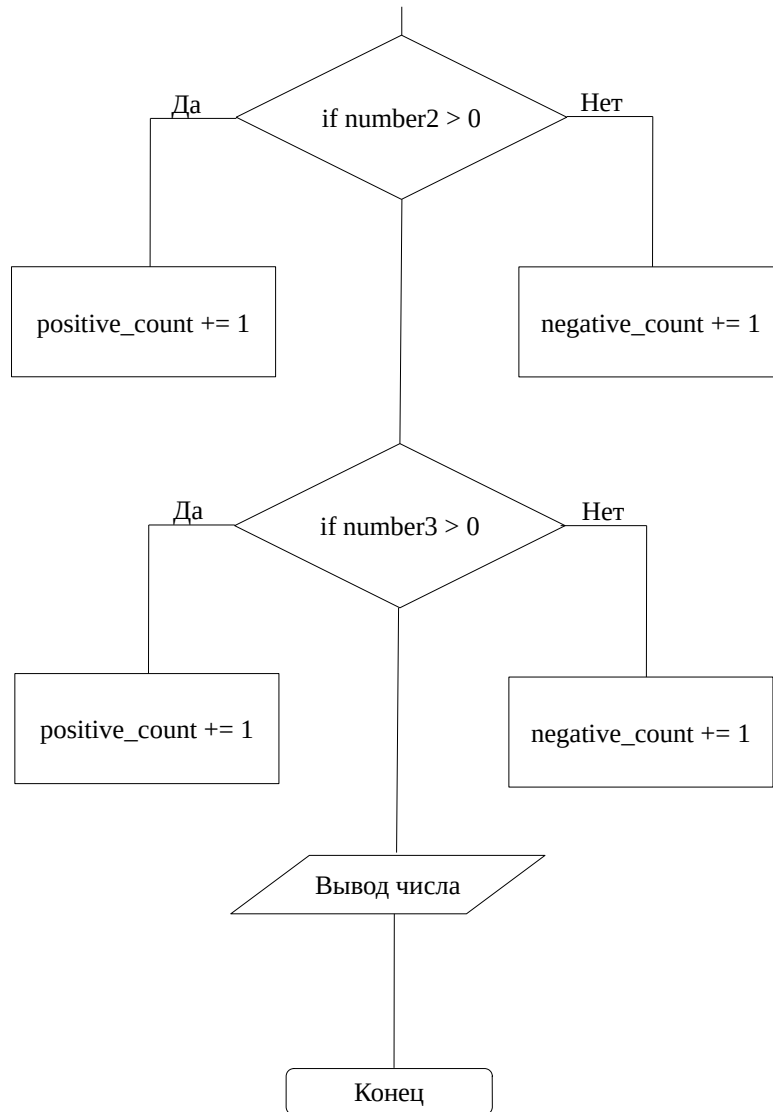 Да
Нет
if number2 > 0
positive_count += 1
negative_count += 1
Да
Нет
if number3 > 0
positive_count += 1
negative_count += 1
Вывод числа
Конец